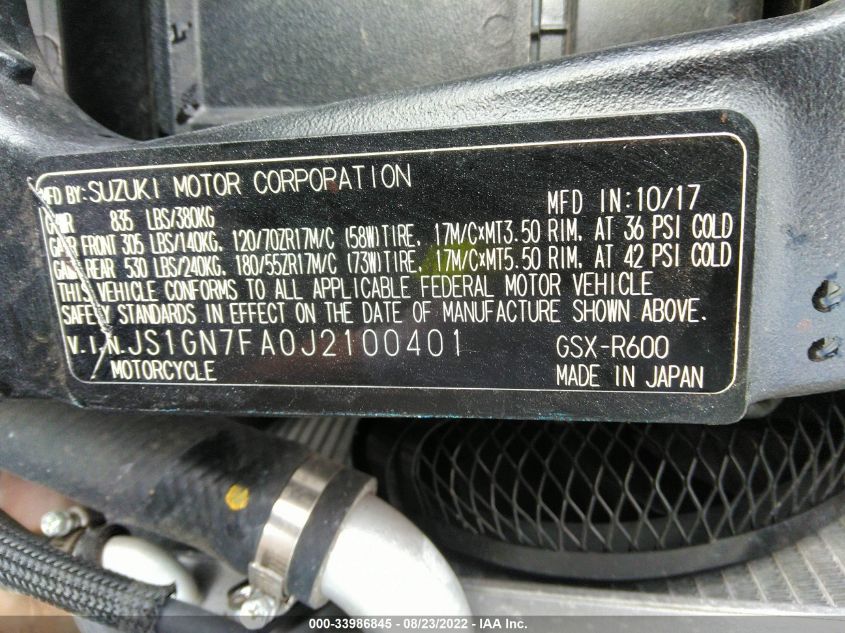 MFD BY: SUZUKI MOTOR CORPORATION MFD IN: 10/17
835 LBS/380KG
FRONT 305 LBS/140KG, 120/70ZR17M/C (58W)TIRE, 17M/C×MT3.50 RIM, AT 36 PSI COLD
REAR 530 LBS/240KG, 180/55ZR17M/C (73W)TIRE, 17M/C×MT5.50 RIM, AT 42 PSI COLD
THIS VEHICLE CONFORMS TO ALL APPLICABLE FEDERAL MOTOR VEHICLE
SAFETY STANDARDS IN EFFECT ON THE DATE OF MANUFACTURE SHOWN ABOVE.
V.I.N. JS1GN7FA0J2100401 GSX-R600
MOTORCYCLE MADE IN JAPAN
000-33986845 - 08/23/2022 - IAA Inc.